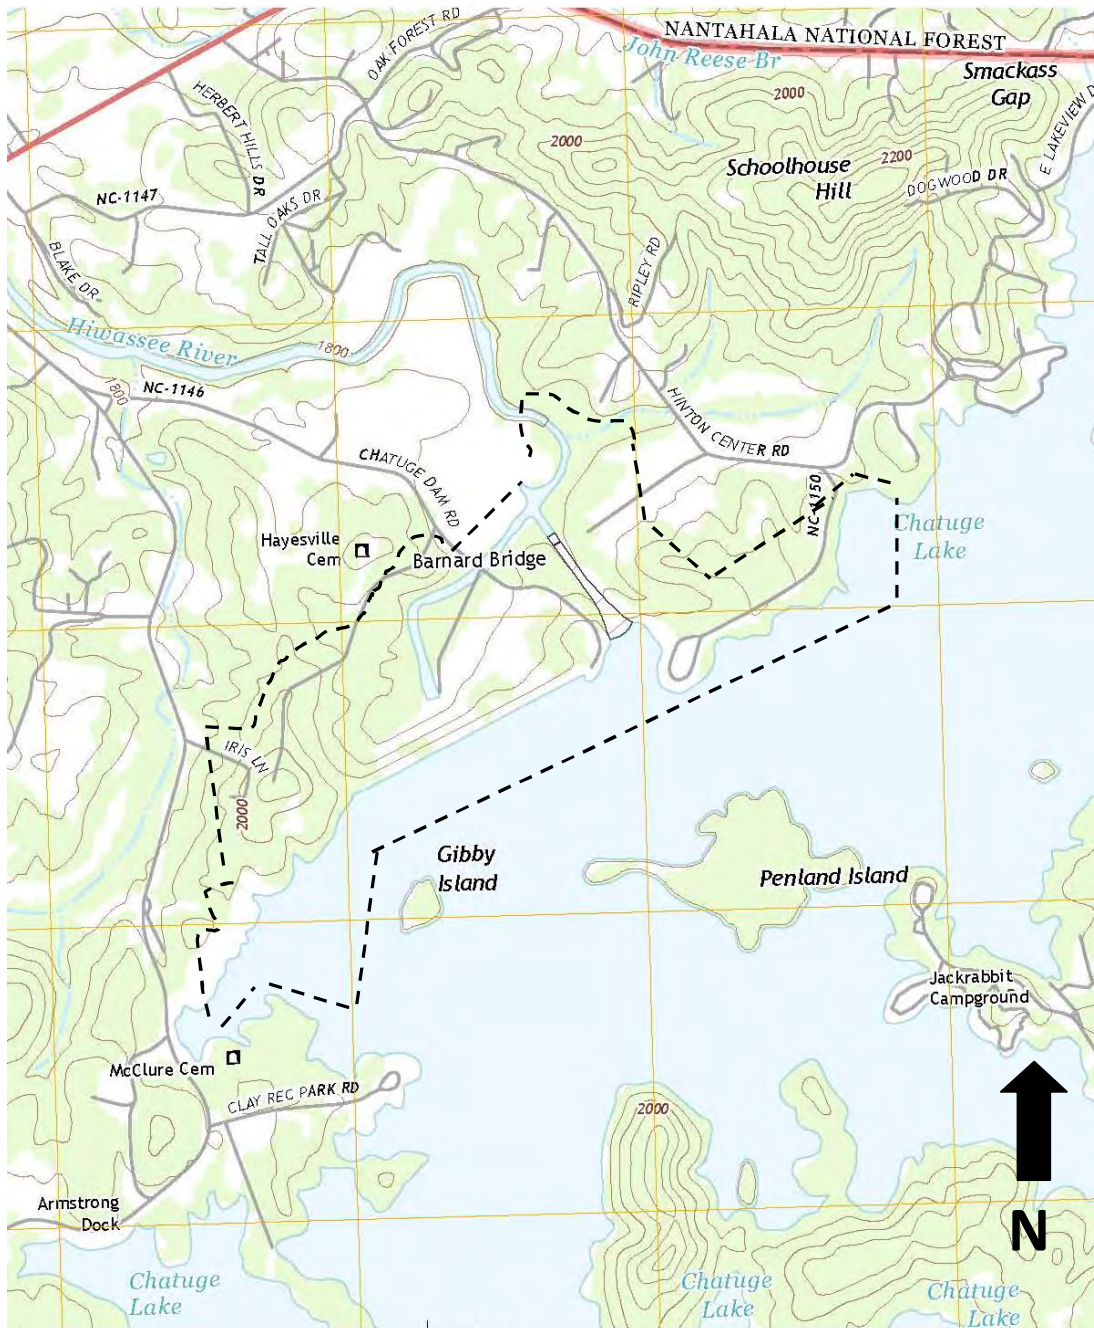 OAK FOREST RD
NANTAHALA NATIONAL FOREST
John Reese Br
Smackass
Gap
2000
HERBERT HILLS DR
2000
E LAKEVIEW D
2200
Schoolhouse
Hill
DOGWOOD DR
NC-1147
TALL OAKS DR
BLAKE DR
RIPLEY RD
Hiwassee River
1800
1800
NC-1146
HINTON CENTER RD
CHATUGE DAM RD
NC-1150
Chatuge
Lake
Hayesville
Cem
Barnard Bridge
IRIS LN
2000
Gibby
Island
Penland Island
Jackrabbit
Campground
McClure Cem
CLAY REC PARK RD
2000
Armstrong
Dock
N
Chatuge
Lake
Chatuge
Lake
Chatuge
Lake